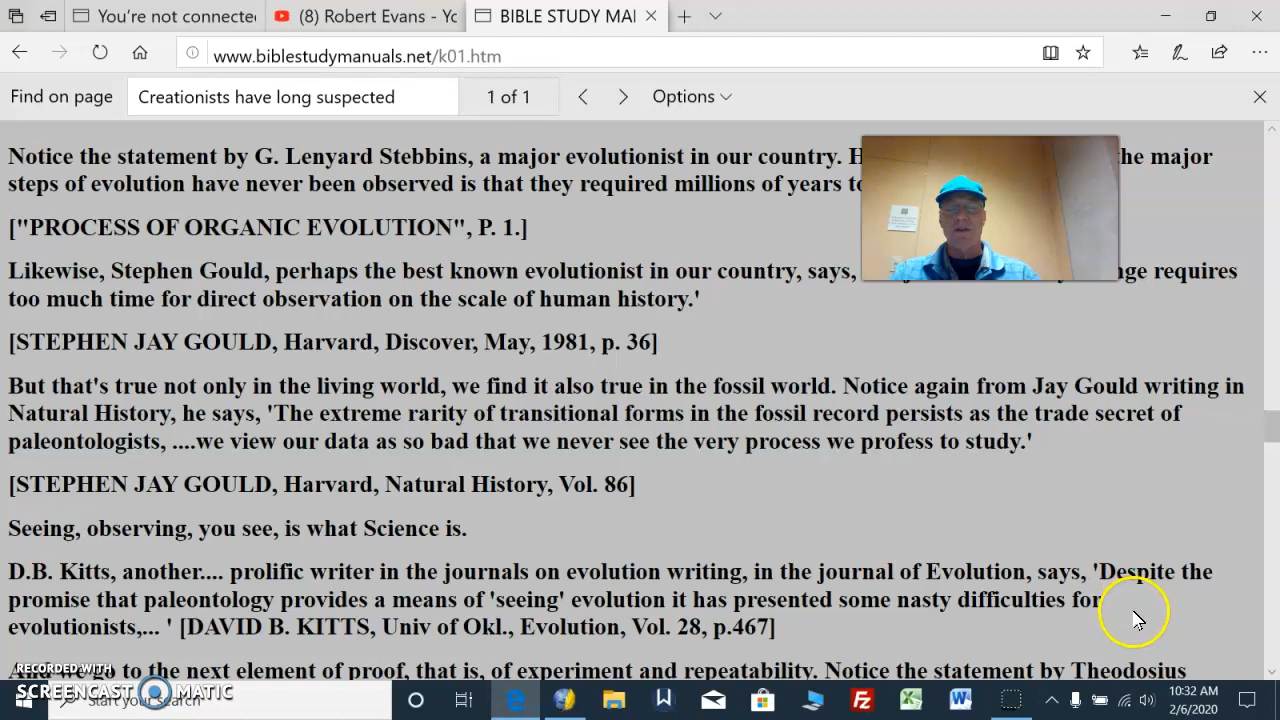 You're not connected
(8) Robert Evans - Yo
BIBLE STUDY MAN
www.biblestudymanuals.net/k01.htm
Find on page
Creationists have long suspected
1 of 1
Options
Notice the statement by G. Lenyard Stebbins, a major evolutionist in our country. the major
steps of evolution have never been observed is that they required millions of years
["PROCESS OF ORGANIC EVOLUTION", P. 1.]
Likewise, Stephen Gould, perhaps the best known evolutionist in our country, says, requires
too much time for direct observation on the scale of human history.'
[STEPHEN JAY GOULD, Harvard, Discover, May, 1981, p. 36]
But that's true not only in the living world, we find it also true in the fossil world. Notice again from Jay Gould writing in
Natural History, he says, 'The extreme rarity of transitional forms in the fossil record persists as the trade secret of
paleontologists, ....we view our data as so bad that we never see the very process we profess to study.'
[STEPHEN JAY GOULD, Harvard, Natural History, Vol. 86]
Seeing, observing, you see, is what Science is.
D.B. Kitts, another.... prolific writer in the journals on evolution writing, in the journal of Evolution, says, 'Despite the
promise that paleontology provides a means of 'seeing' evolution it has presented some nasty difficulties for
evolutionists,... ' [DAVID B. KITTS, Univ of Okl., Evolution, Vol. 28, p.467]
And we go to the next element of proof, that is, of experiment and repeatability. Notice the statement by Theodosius
RECORDED WITH
SCREENCAST MATIC
Start your search
10:32 AM
2/6/2020